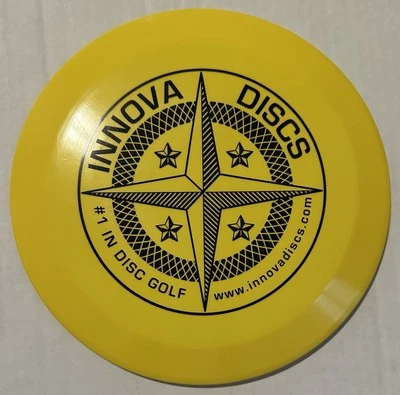 INNOVA DISCS
#1 IN DISC GOLF
www.innovadiscs.com